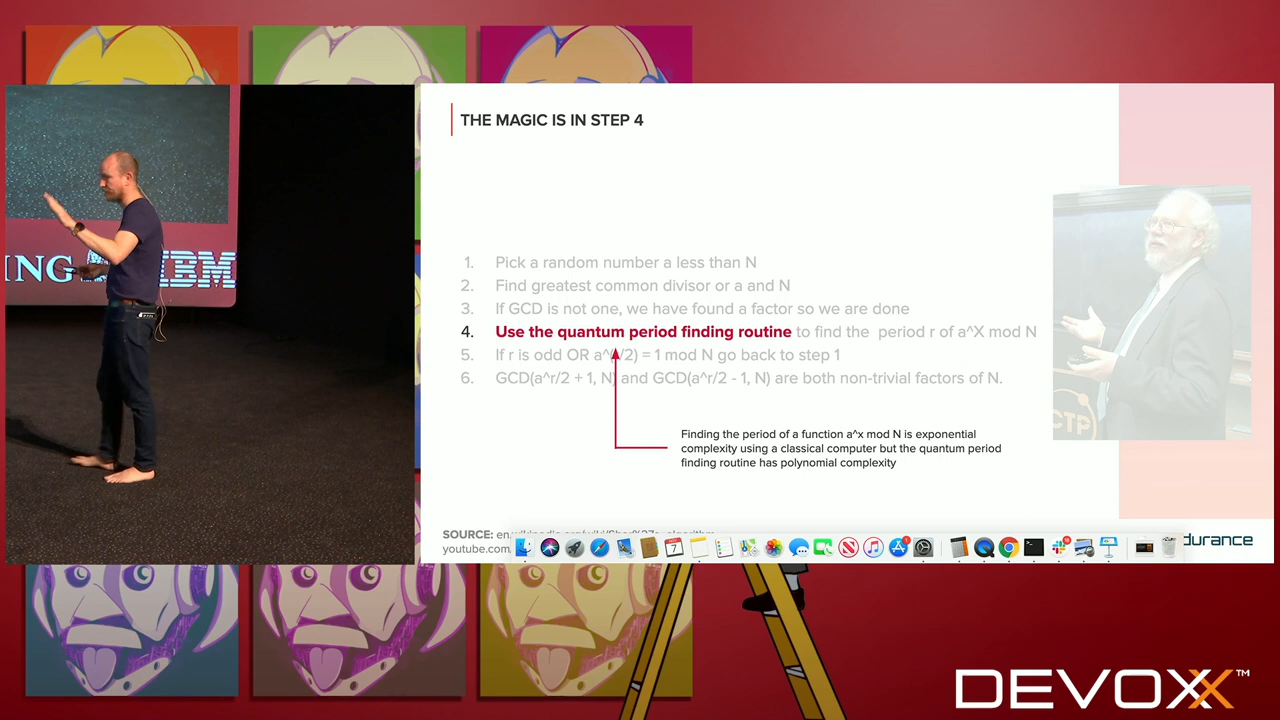 THE MAGIC IS IN STEP 4
1. Pick a random number a less than N
2. Find greatest common divisor or a and N
3. If GCD is not one, we have found a factor so we are done
4. Use the quantum period finding routine to find the period r of a^X mod N
5. If r is odd OR a^(r/2) = 1 mod N go back to step 1
6. GCD(a^r/2 + 1, N) and GCD(a^r/2 - 1, N) are both non-trivial factors of N.
Finding the period of a function a^x mod N is exponential
complexity using a classical computer but the quantum period
finding routine has polynomial complexity
SOURCE:
youtube.com
durance
ING
IBM
CTP
7
DEVOXX™